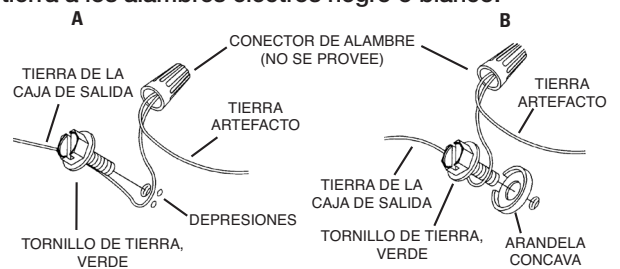 tierra a los alambres eléctros negro o blanco.
A
B
CONECTOR DE ALAMBRE
(NO SE PROVEE)
TIERRA DE LA
CAJA DE SALIDA
TIERRA
ARTEFACTO
DEPRESIONES
TORNILLO DE TIERRA,
VERDE
TIERRA
ARTEFACTO
TIERRA DE LA
CAJA DE SALIDA
TORNILLO DE TIERRA,
VERDE
ARANDELA
CONCAVA